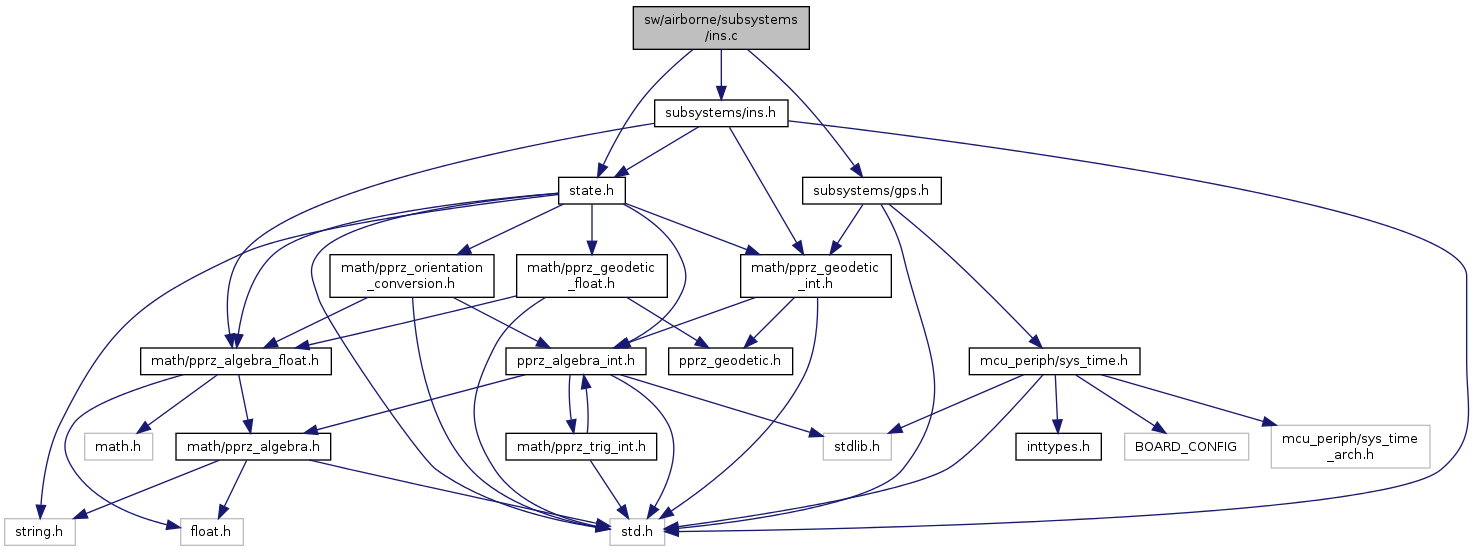 sw/airborne/subsystems
/ins.c
subsystems/ins.h
state.h
subsystems/gps.h
math/pprz_orientation
_conversion.h
math/pprz_geodetic
_float.h
math/pprz_geodetic
_int.h
math/pprz_algebra_float.h
pprz_algebra_int.h
pprz_geodetic.h
mcu_periph/sys_time.h
math.h
math/pprz_algebra.h
math/pprz_trig_int.h
stdlib.h
inttypes.h
BOARD_CONFIG
mcu_periph/sys_time
_arch.h
string.h
float.h
std.h